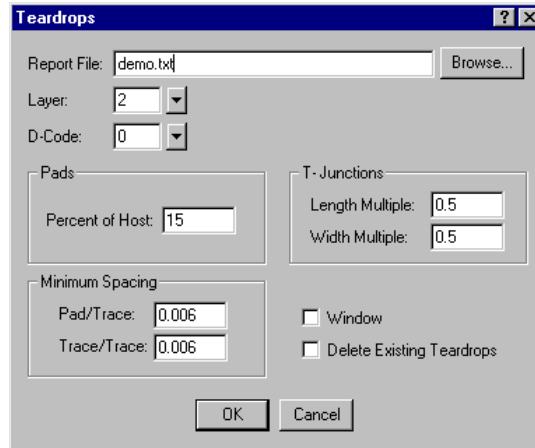 Teardrops
Report File: demo.txt Browse...
Layer: 2
D-Code: 0
Pads
Percent of Host: 15
T- Junctions
Length Multiple: 0.5
Width Multiple: 0.5
Minimum Spacing
Pad/Trace: 0.006
Trace/Trace: 0.006
Window
Delete Existing Teardrops
OK Cancel